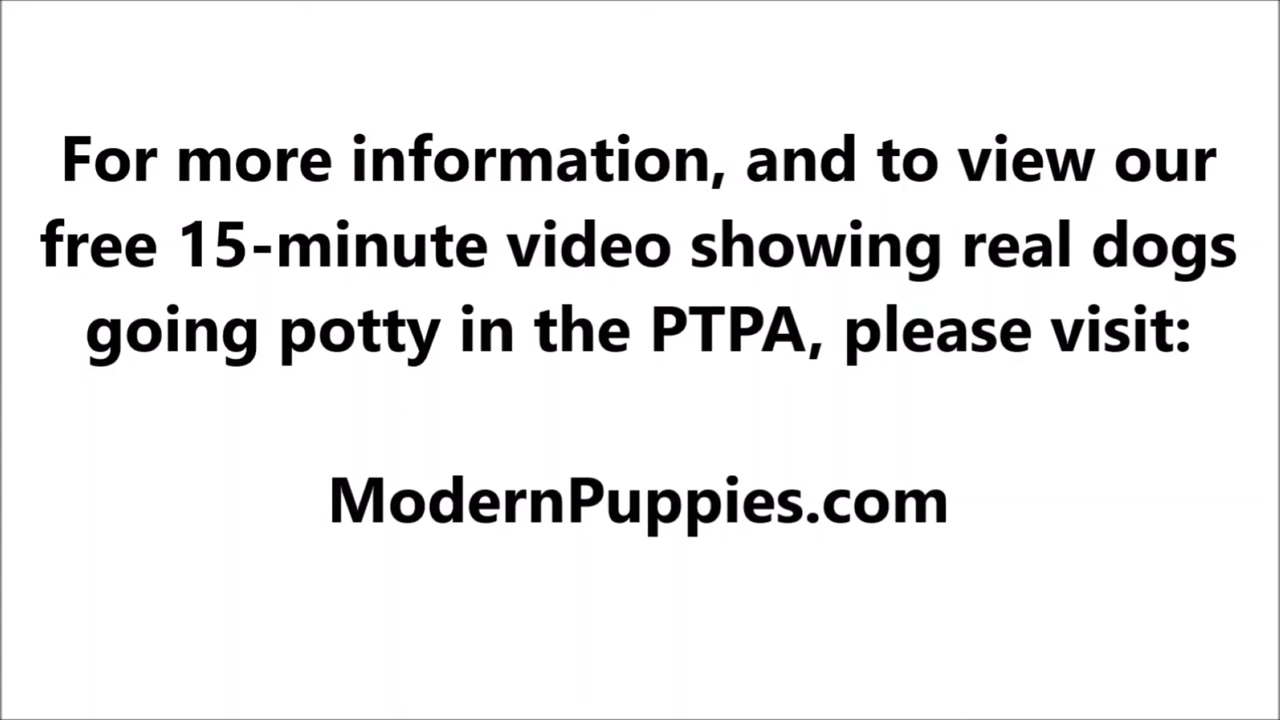 For more information, and to view our
free 15-minute video showing real dogs
going potty in the PTPA, please visit:
ModernPuppies.com